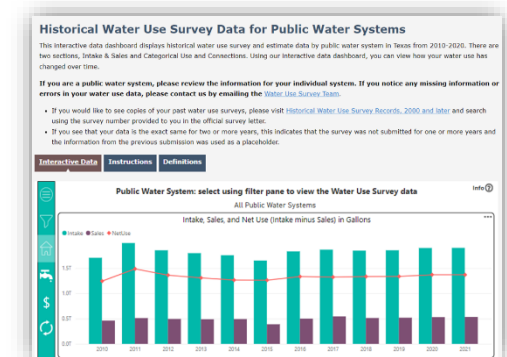 Historical Water Use Survey Data for Public Water Systems
This interactive data dashboard displays historical water use survey and estimate data by public water system in Texas from 2010-2020. There are
two sections, Intake & Sales and Categorical Use and Connections. Using our interactive data dashboard, you can view how your water use has
changed over time.
If you are a public water system, please review the information for your individual system. If you notice any missing information or
errors in your water use data, please contact us by emailing the Water Use Survey Team.
• If you would like to see copies of your past water use surveys, please visit Historical Water Use Survey Records, 2000 and later and search
using the survey number provided to you in the official survey letter.
• If you see that your data is the exact same for two or more years, this indicates that the survey was not submitted for one or more years and
the information from the previous submission was used as a placeholder.
Interactive Data Instructions Definitions
Public Water System: select using filter pane to view the Water Use Survey data
Info ?
All Public Water Systems
Intake, Sales, and Net Use (Intake minus Sales) in Gallons
Intake Sales NetUse
1.5T
1.0T
0.5T
0.0T
2010 2011 2012 2013 2014 2015 2016 2017 2018 2019 2020 2021
$